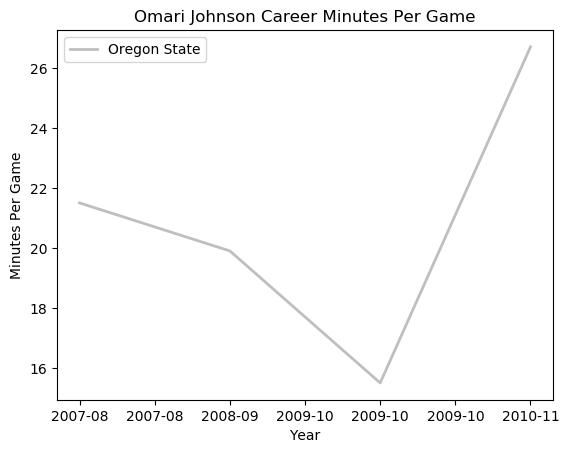 Omari Johnson Career Minutes Per Game
Oregon State
26
24
22
20
18
16
Minutes Per Game
2007-08 2007-08 2008-09 2009-10 2009-10 2009-10 2010-11
Year